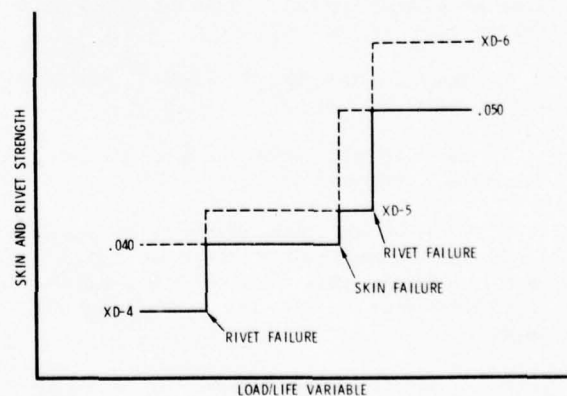 XD-6
.050
XD-5
.040
RIVET FAILURE
SKIN FAILURE
XD-4
RIVET FAILURE
SKIN AND RIVET STRENGTH
LOAD/LIFE VARIABLE